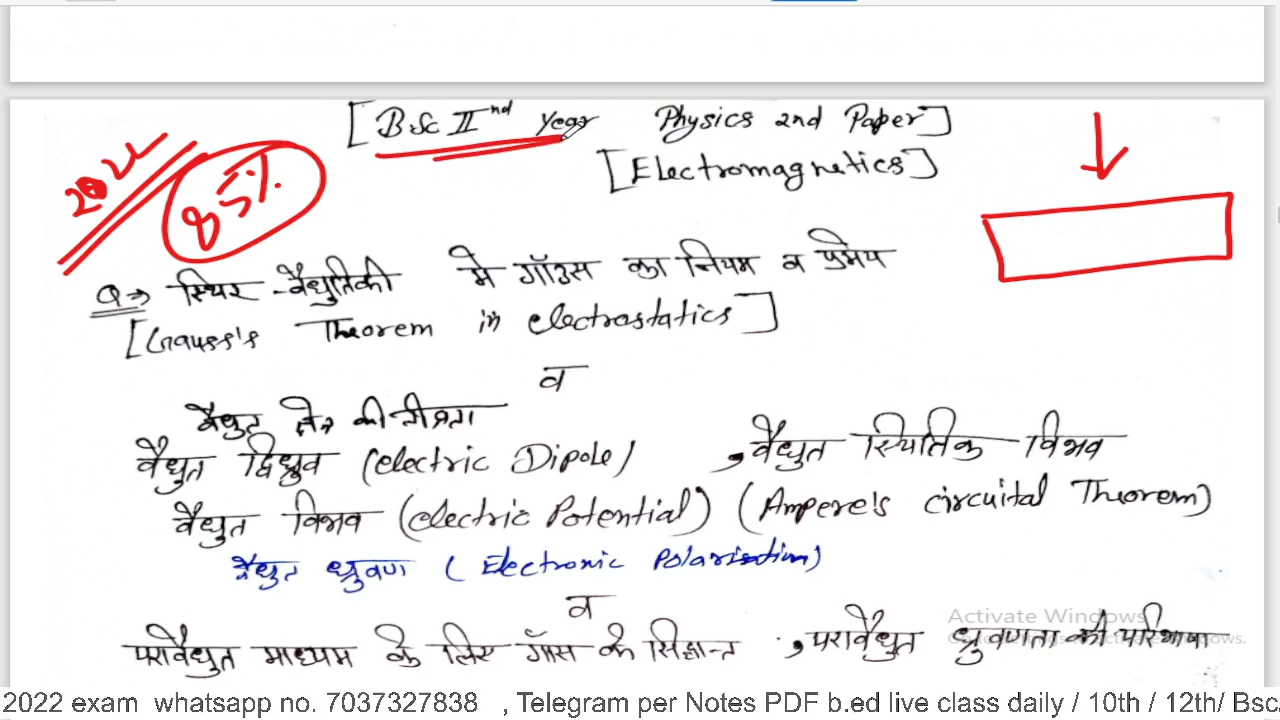 [BSc IInd Year Physics 2nd Paper]
[Electromagnetics]
2022
85%
Q⇒ स्थिर-वैधुतिकी मे गॉउस का नियम व प्रमेय
[Gauss's Theorem in electrostatics]
व
वैधुत क्षेत्र की तीव्रता
वैधुत द्विध्रुव (electric Dipole) , वैधुत स्थितिक विभव
वैधुत विभव (electric Potential) (Ampere's circuital Theorem)
वैधुत ध्रुवण (Electronic Polarisation)
व
परावैधुत माध्यम के लिए गॉस के सिद्धान्त , परावैधुत ध्रुवणता की परिभाषा
Activate Windows
2022 exam whatsapp no. 7037327838 , Telegram per Notes PDF b.ed live class daily / 10th / 12th/ Bsc